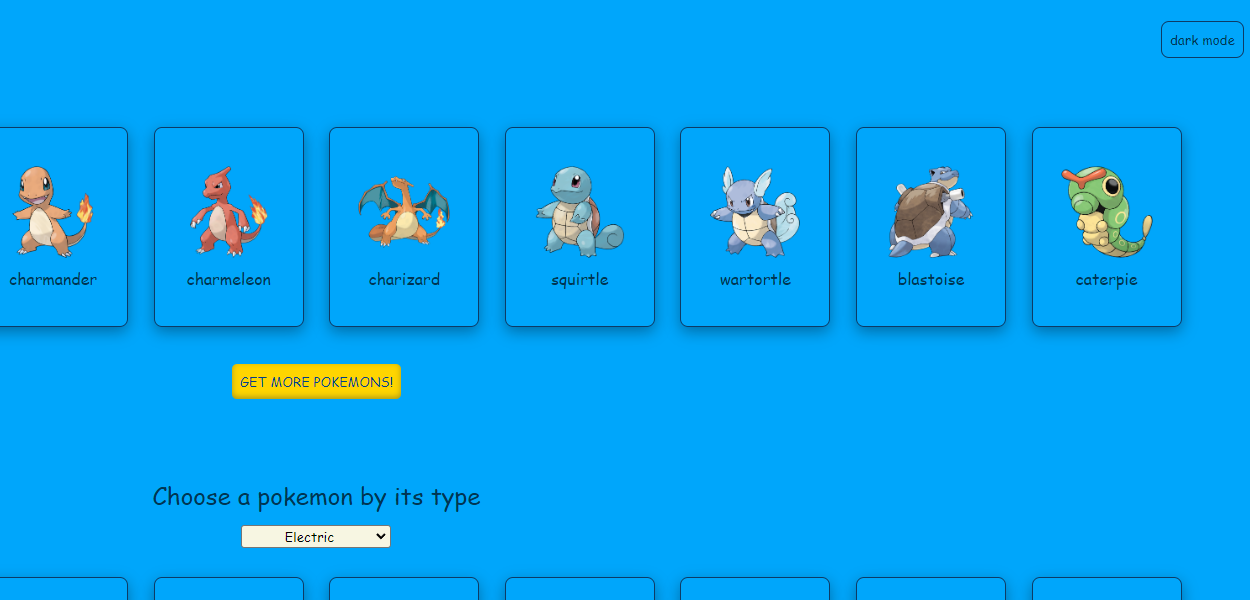 dark mode
charmander
charmeleon
charizard
squirtle
wartortle
blastoise
caterpie
GET MORE POKEMONS!
Choose a pokemon by its type
Electric